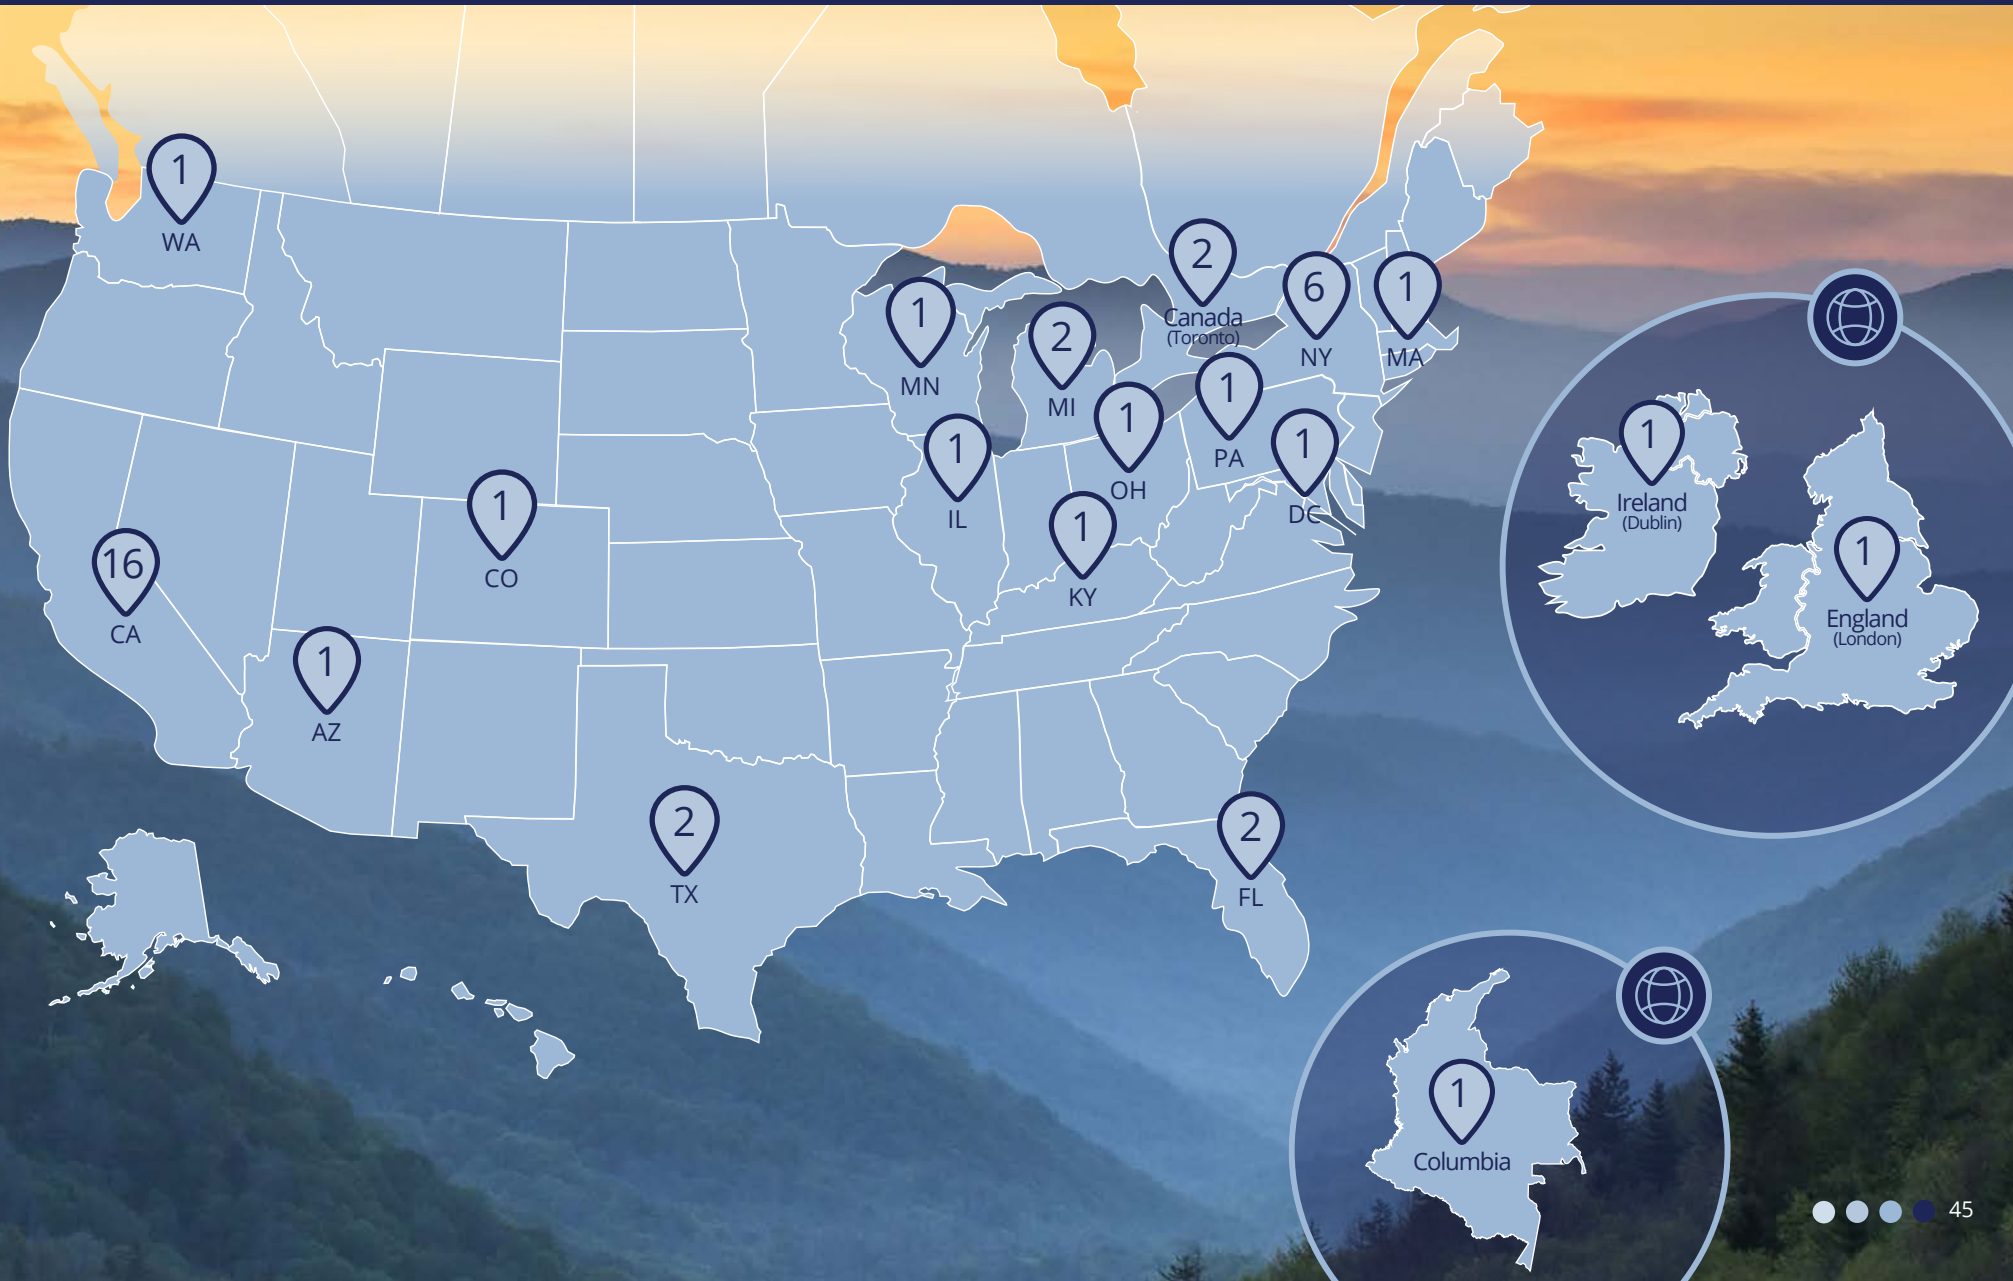 1
WA
2
Canada
(Toronto)
6
NY
1
MA
1
MN
2
MI
1
PA
1
OH
1
DC
1
IL
1
KY
1
CO
16
CA
1
AZ
2
TX
2
FL
1
Ireland
(Dublin)
1
England
(London)
1
Columbia
45